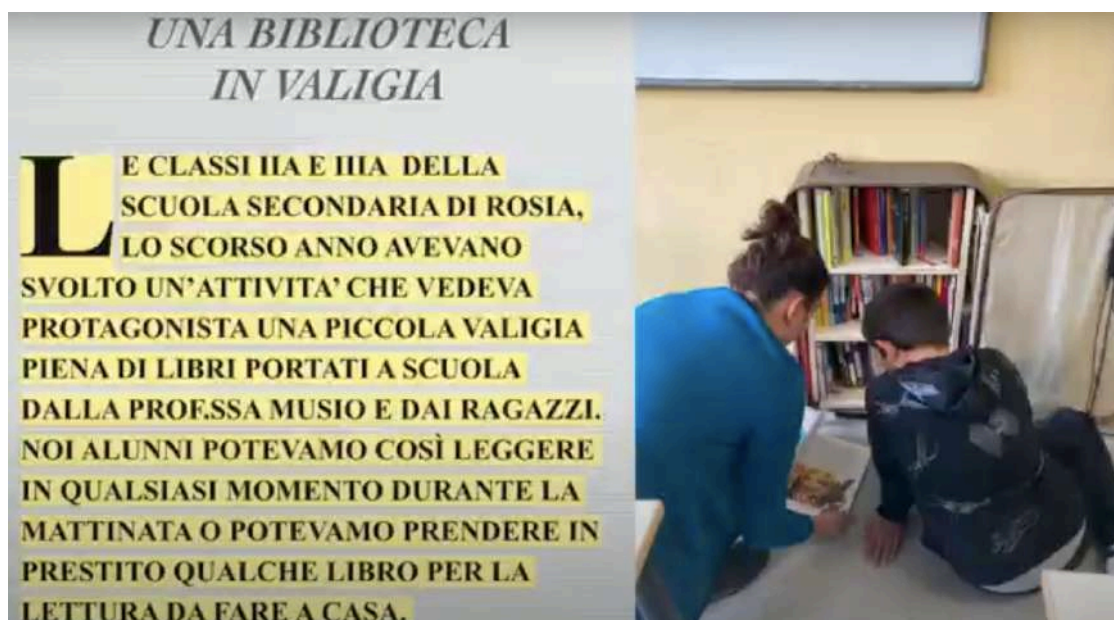 UNA BIBLIOTECA
IN VALIGIA
LE CLASSI IIA E IIIA DELLA
SCUOLA SECONDARIA DI ROSIA,
LO SCORSO ANNO AVEVANO
SVOLTO UN'ATTIVITA' CHE VEDEVA
PROTAGONISTA UNA PICCOLA VALIGIA
PIENA DI LIBRI PORTATI A SCUOLA
DALLA PROF.SSA MUSIO E DAI RAGAZZI.
NOI ALUNNI POTEVAMO COSÌ LEGGERE
IN QUALSIASI MOMENTO DURANTE LA
MATTINATA O POTEVAMO PRENDERE IN
PRESTITO QUALCHE LIBRO PER LA
LETTURA DA FARE A CASA.